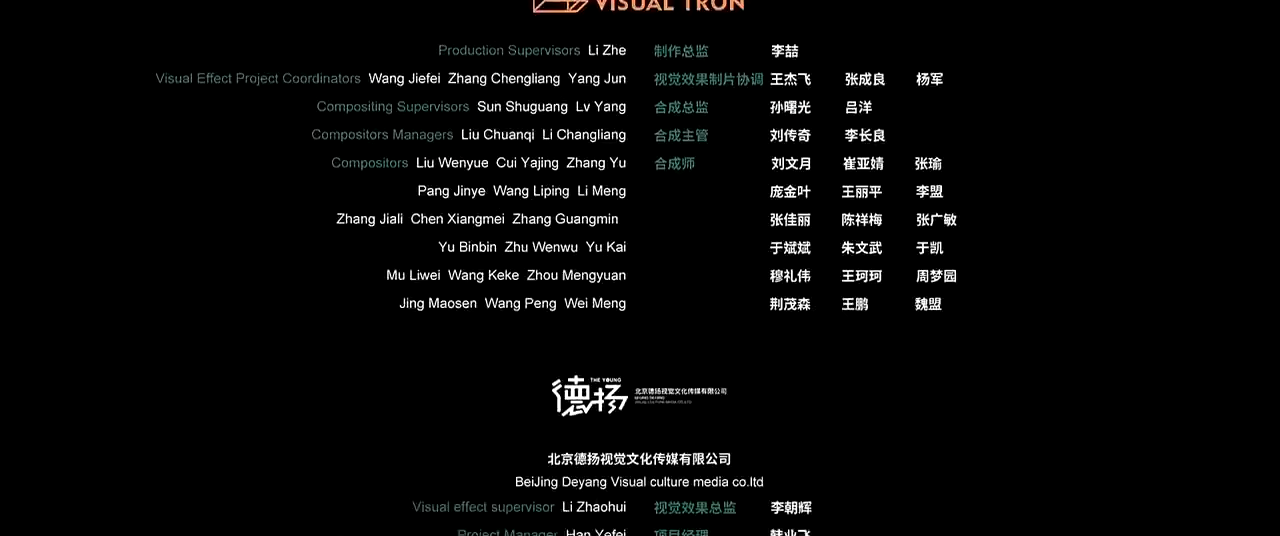 VISUAL TRON
Production Supervisors Li Zhe 制作总监 李喆
Visual Effect Project Coordinators Wang Jiefei Zhang Chengliang Yang Jun 视觉效果制片协调 王杰飞 张成良 杨军
Compositing Supervisors Sun Shuguang Lv Yang 合成总监 孙曙光 吕洋
Compositors Managers Liu Chuanqi Li Changliang 合成主管 刘传奇 李长良
Compositors Liu Wenyue Cui Yajing Zhang Yu 合成师 刘文月 崔亚婧 张瑜
Pang Jinye Wang Liping Li Meng 庞金叶 王丽平 李盟
Zhang Jiali Chen Xiangmei Zhang Guangmin 张佳丽 陈祥梅 张广敏
Yu Binbin Zhu Wenwu Yu Kai 于斌斌 朱文武 于凯
Mu Liwei Wang Keke Zhou Mengyuan 穆礼伟 王珂珂 周梦园
Jing Maosen Wang Peng Wei Meng 荆茂森 王鹏 魏盟
THE YOUNG
德扬 北京德扬视觉文化传媒有限公司
北京德扬视觉文化传媒有限公司
BeiJing Deyang Visual culture media co.ltd
Visual effect supervisor Li Zhaohui 视觉效果总监 李朝辉
Project Manager Han Yefei 项目经理 韩业飞